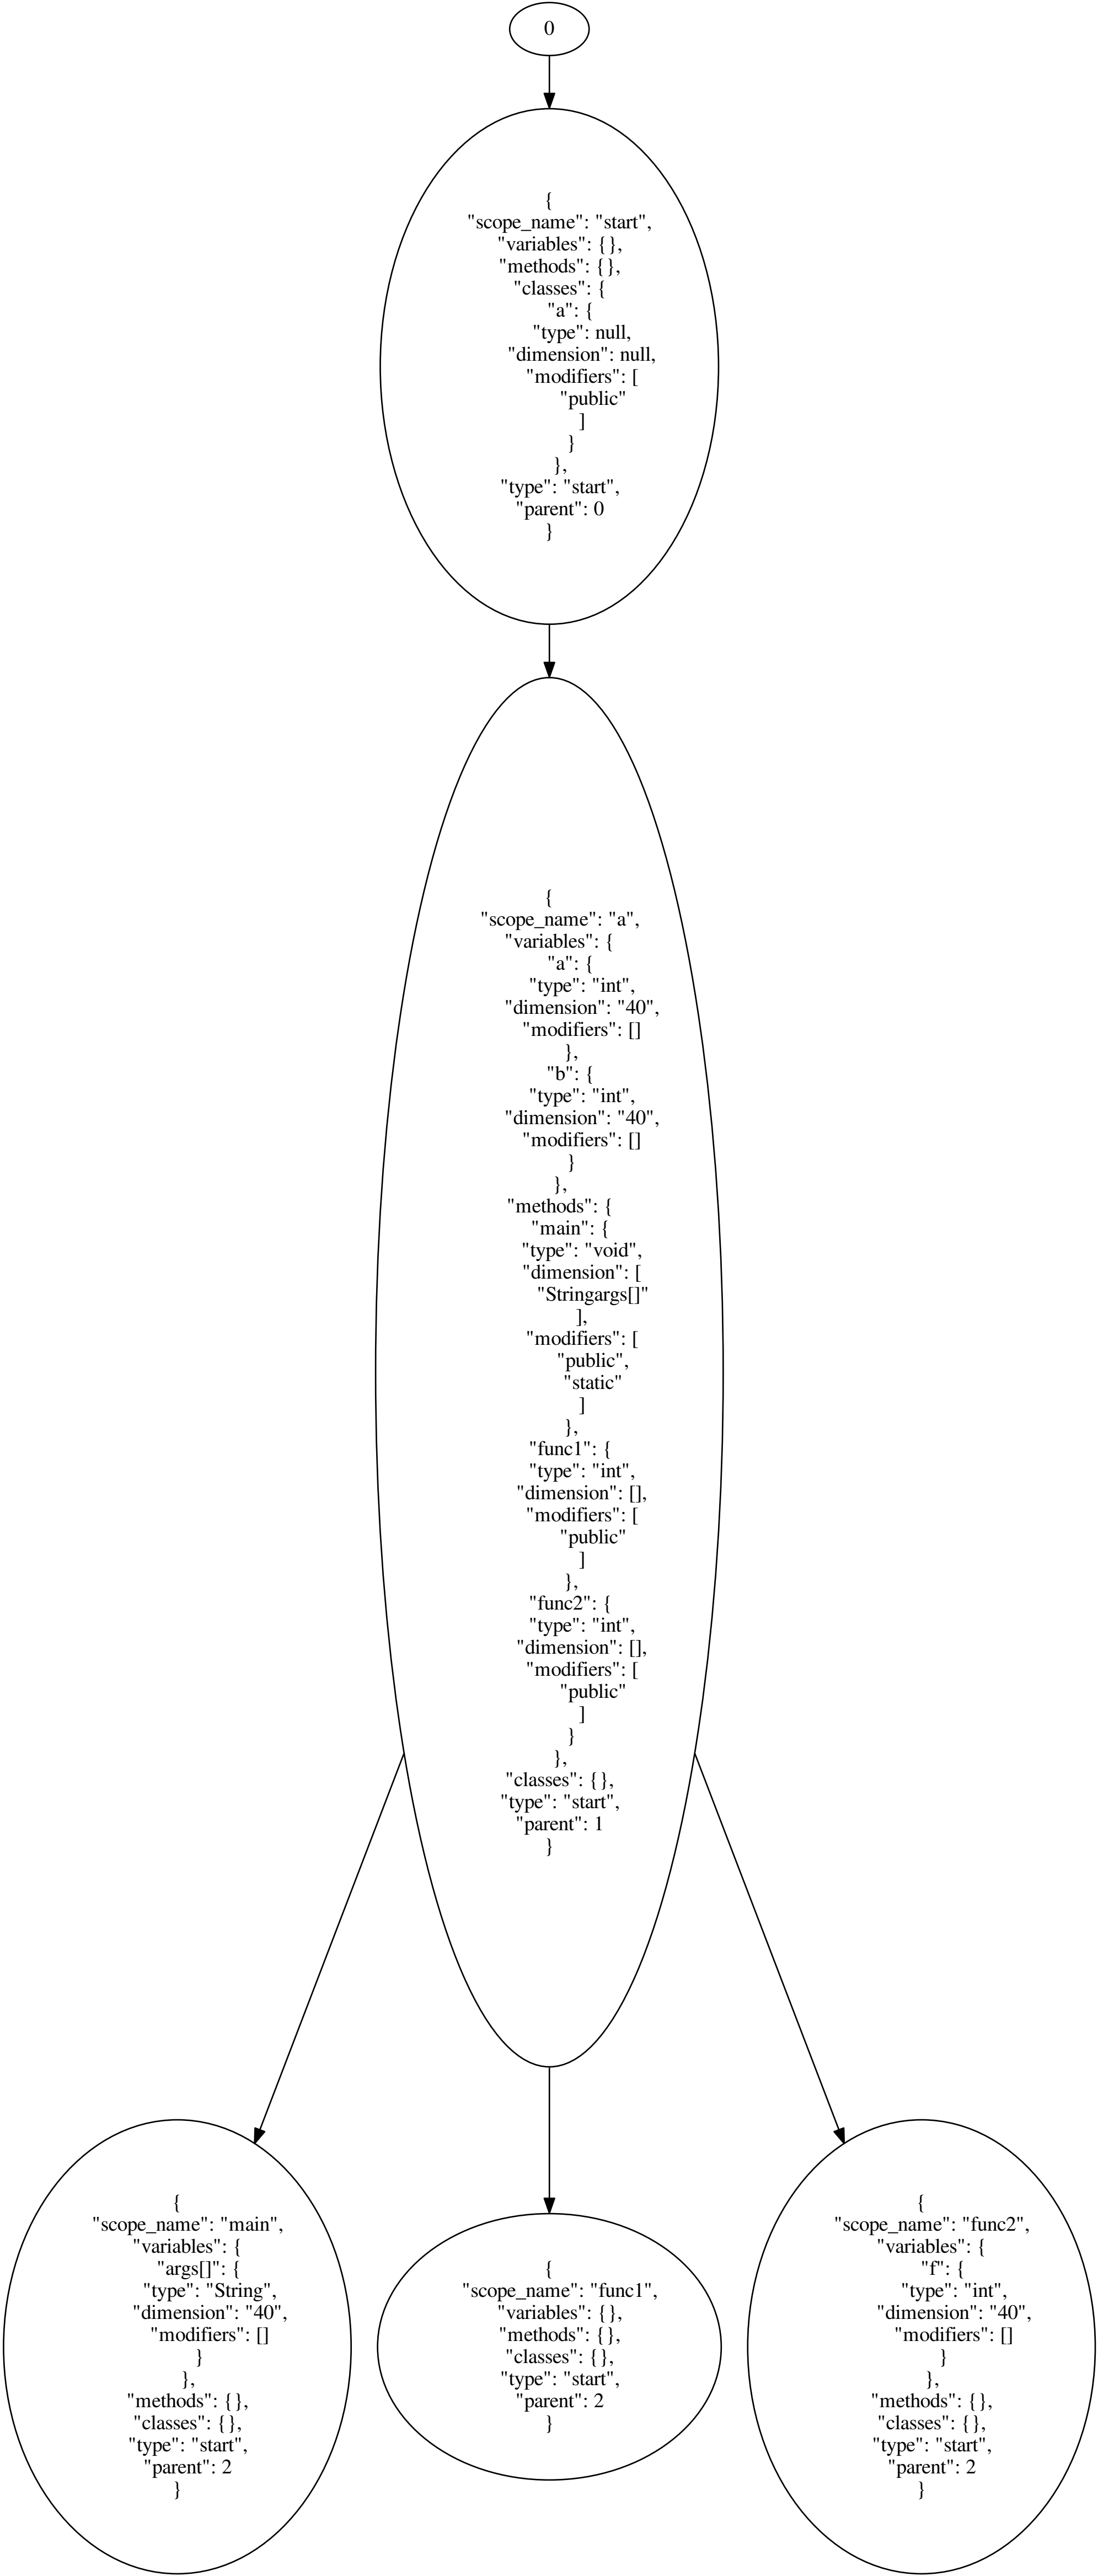 0
{
"scope_name": "start",
"variables": {},
"methods": {},
"classes": {
"a": {
"type": null,
"dimension": null,
"modifiers": [
"public"
]
}
},
"type": "start",
"parent": 0
}
{
"scope_name": "a",
"variables": {
"a": {
"type": "int",
"dimension": "40",
"modifiers": []
},
"b": {
"type": "int",
"dimension": "40",
"modifiers": []
}
},
"methods": {
"main": {
"type": "void",
"dimension": [
"Stringargs[]"
],
"modifiers": [
"public",
"static"
]
},
"func1": {
"type": "int",
"dimension": [],
"modifiers": [
"public"
]
},
"func2": {
"type": "int",
"dimension": [],
"modifiers": [
"public"
]
}
},
"classes": {},
"type": "start",
"parent": 1
}
{
"scope_name": "main",
"variables": {
"args[]": {
"type": "String",
"dimension": "40",
"modifiers": []
}
},
"methods": {},
"classes": {},
"type": "start",
"parent": 2
}
{
"scope_name": "func1",
"variables": {},
"methods": {},
"classes": {},
"type": "start",
"parent": 2
}
{
"scope_name": "func2",
"variables": {
"f": {
"type": "int",
"dimension": "40",
"modifiers": []
}
},
"methods": {},
"classes": {},
"type": "start",
"parent": 2
}